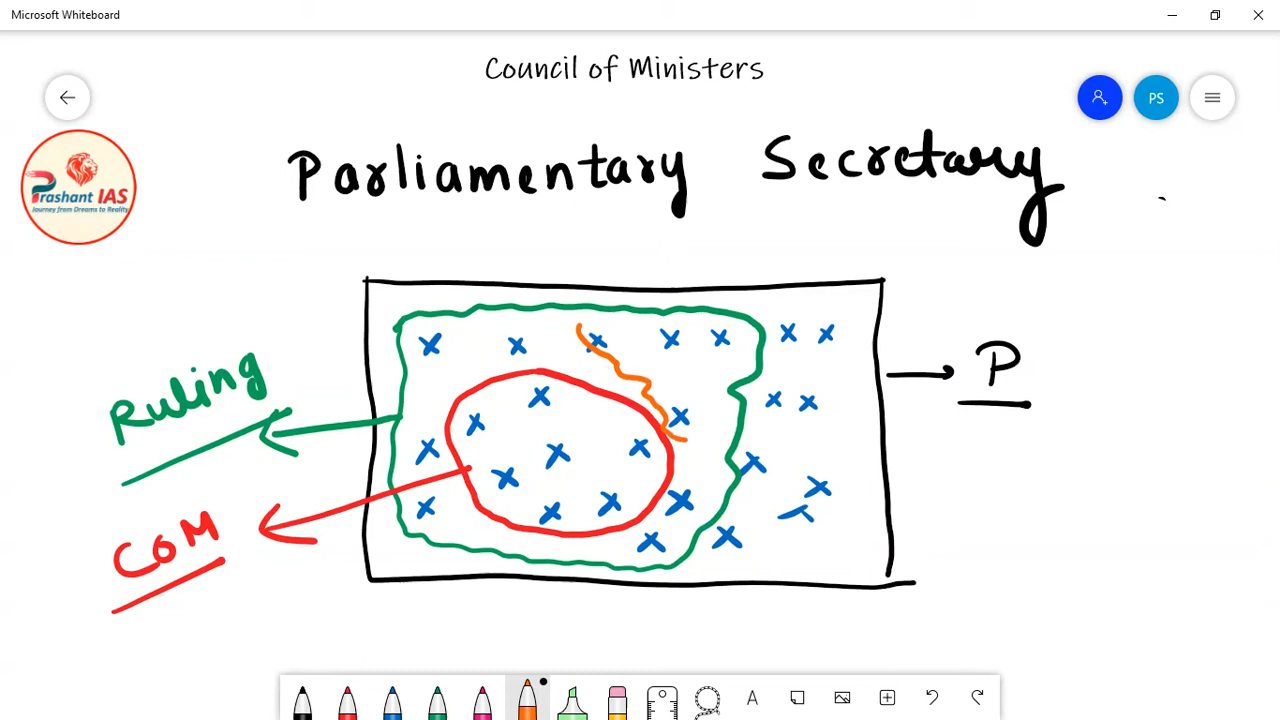 Microsoft Whiteboard
Council of Ministers
PS
Prashant IAS
Journey from Dreams to Reality
Parliamentary Secretary
Ruling
P
COM
A